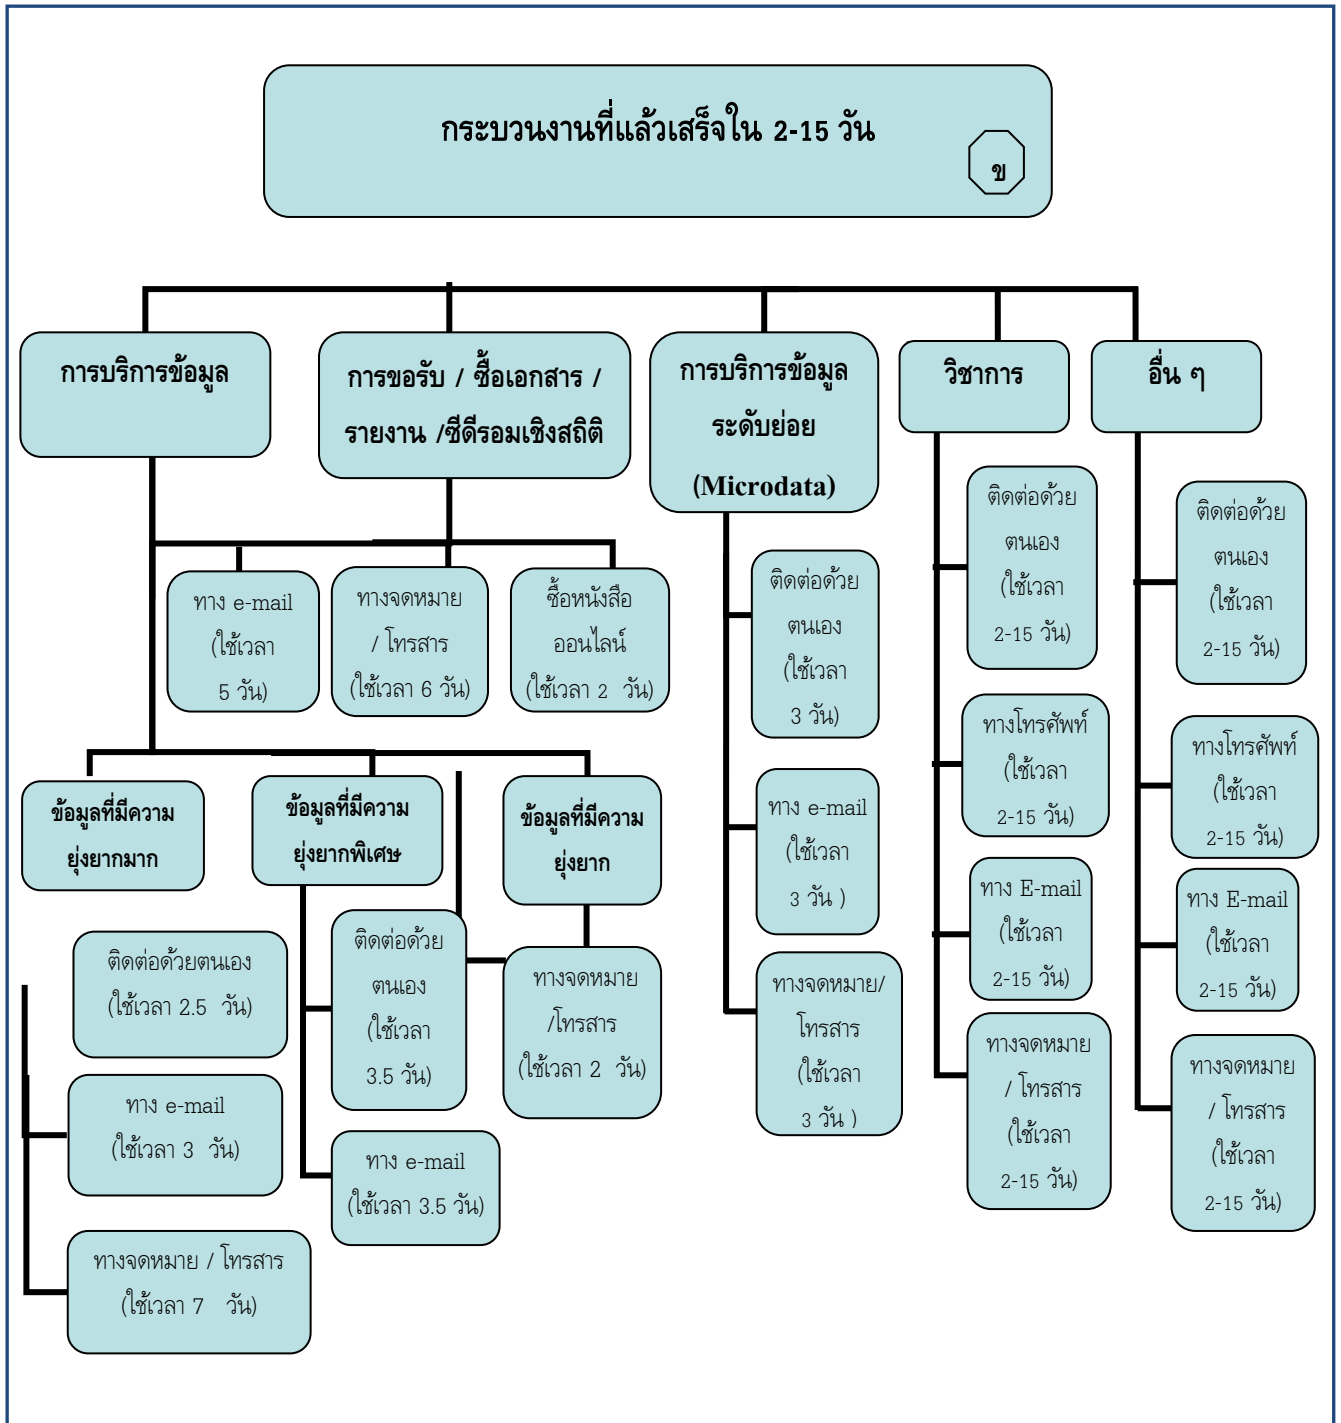 กระบวนงานที่แล้วเสร็จใน 2-15 วัน
ข
การบริการข้อมูล
การขอรับ / ซื้อเอกสาร /
รายงาน /ซีดีรอมเชิงสถิติ
การบริการข้อมูล
ระดับย่อย
(Microdata)
วิชาการ
อื่น ๆ
ทาง e-mail
(ใช้เวลา
5 วัน)
ทางจดหมาย
/ โทรสาร
(ใช้เวลา 6 วัน)
ซื้อหนังสือ
ออนไลน์
(ใช้เวลา 2 วัน)
ข้อมูลที่มีความ
ยุ่งยากมาก
ข้อมูลที่มีความ
ยุ่งยากพิเศษ
ข้อมูลที่มีความ
ยุ่งยาก
ติดต่อด้วยตนเอง
(ใช้เวลา 2.5 วัน)
ทาง e-mail
(ใช้เวลา 3 วัน)
ทางจดหมาย / โทรสาร
(ใช้เวลา 7 วัน)
ติดต่อด้วย
ตนเอง
(ใช้เวลา
3.5 วัน)
ทาง e-mail
(ใช้เวลา 3.5 วัน)
ทางจดหมาย
/โทรสาร
(ใช้เวลา 2 วัน)
ติดต่อด้วย
ตนเอง
(ใช้เวลา
3 วัน)
ทาง e-mail
(ใช้เวลา
3 วัน )
ทางจดหมาย/
โทรสาร
(ใช้เวลา
3 วัน )
ติดต่อด้วย
ตนเอง
(ใช้เวลา
2-15 วัน)
ทางโทรศัพท์
(ใช้เวลา
2-15 วัน)
ทาง E-mail
(ใช้เวลา
2-15 วัน)
ทางจดหมาย
/ โทรสาร
(ใช้เวลา
2-15 วัน)
ติดต่อด้วย
ตนเอง
(ใช้เวลา
2-15 วัน)
ทางโทรศัพท์
(ใช้เวลา
2-15 วัน)
ทาง E-mail
(ใช้เวลา
2-15 วัน)
ทางจดหมาย
/ โทรสาร
(ใช้เวลา
2-15 วัน)